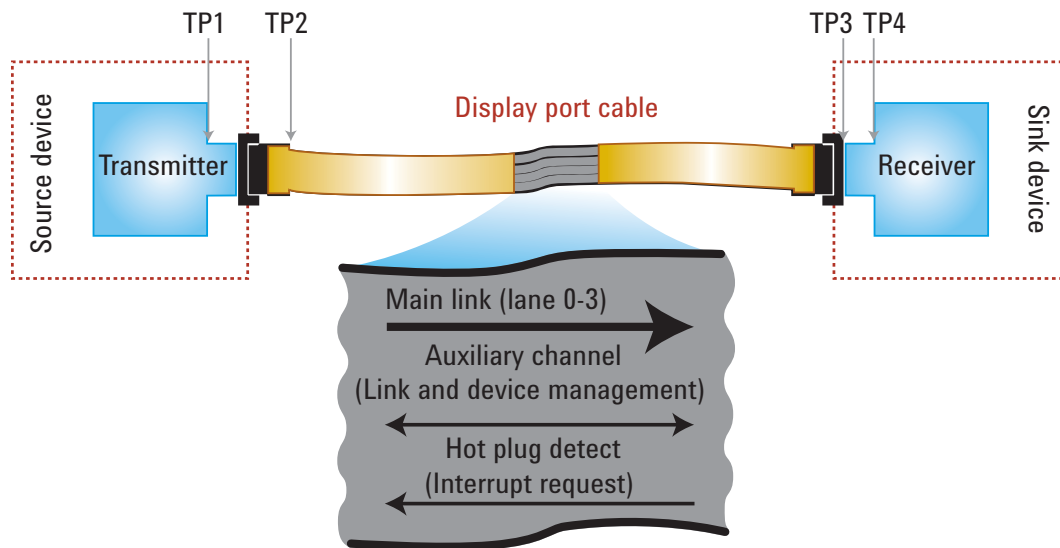 TP1
TP2
TP3
TP4
Display port cable
Source device
Transmitter
Receiver
Sink device
Main link (lane 0-3)
Auxiliary channel
(Link and device management)
Hot plug detect
(Interrupt request)